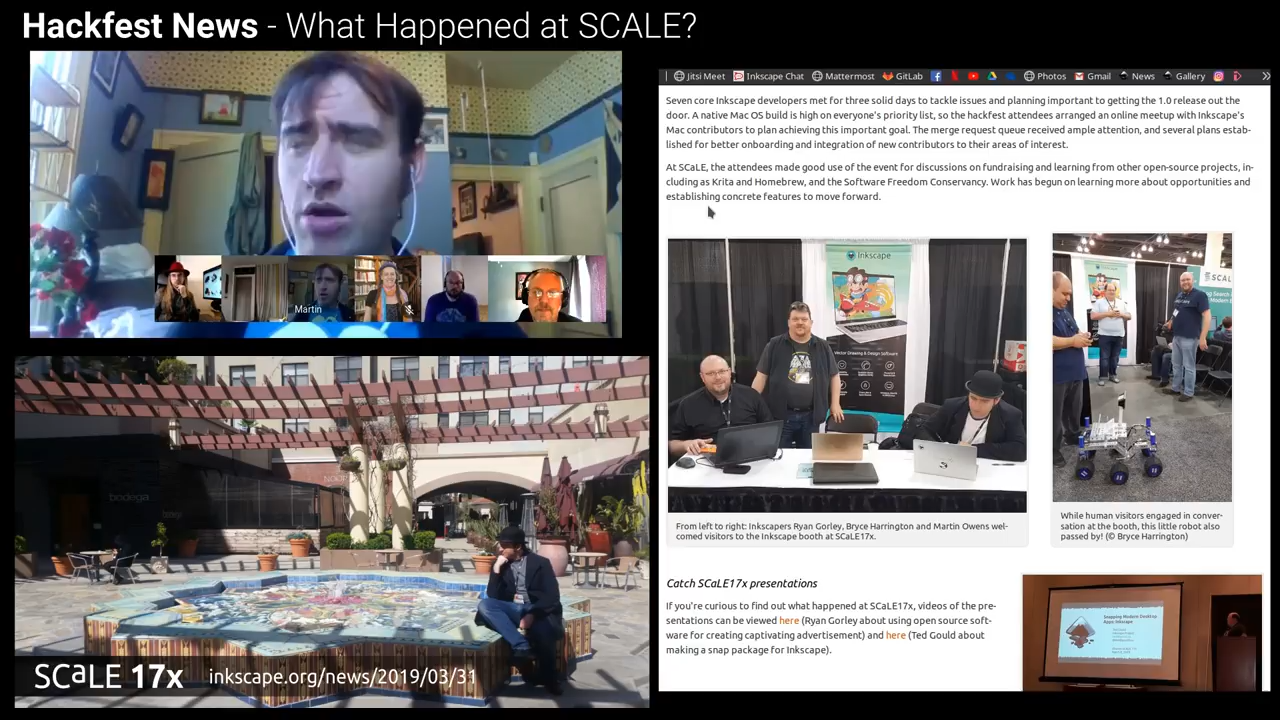 Hackfest News - What Happened at SCALE?
Martin
bodega
SCaLE 17x
inkscape.org/news/2019/03/31
Jitsi Meet Inkscape Chat Mattermost GitLab Photos Gmail News Gallery
Seven core Inkscape developers met for three solid days to tackle issues and planning important to getting the 1.0 release out the
door. A native Mac OS build is high on everyone's priority list, so the hackfest attendees arranged an online meetup with Inkscape's
Mac contributors to plan achieving this important goal. The merge request queue received ample attention, and several plans estab-
lished for better onboarding and integration of new contributors to their areas of interest.
At SCaLE, the attendees made good use of the event for discussions on fundraising and learning from other open-source projects, in-
cluding as Krita and Homebrew, and the Software Freedom Conservancy. Work has begun on learning more about opportunities and
establishing concrete features to move forward.
Inkscape
Vector Drawing & Design Software
SCAL
From left to right: Inkscapers Ryan Gorley, Bryce Harrington and Martin Owens wel-
comed visitors to the Inkscape booth at SCaLE17x.
While human visitors engaged in conver-
sation at the booth, this little robot also
passed by! (© Bryce Harrington)
Catch SCaLE17x presentations
If you're curious to find out what happened at SCaLE17x, videos of the pre-
sentations can be viewed here (Ryan Gorley about using open source soft-
ware for creating captivating advertisement) and here (Ted Gould about
making a snap package for Inkscape).
Snapping Modern Desktop
Apps: Inkscape